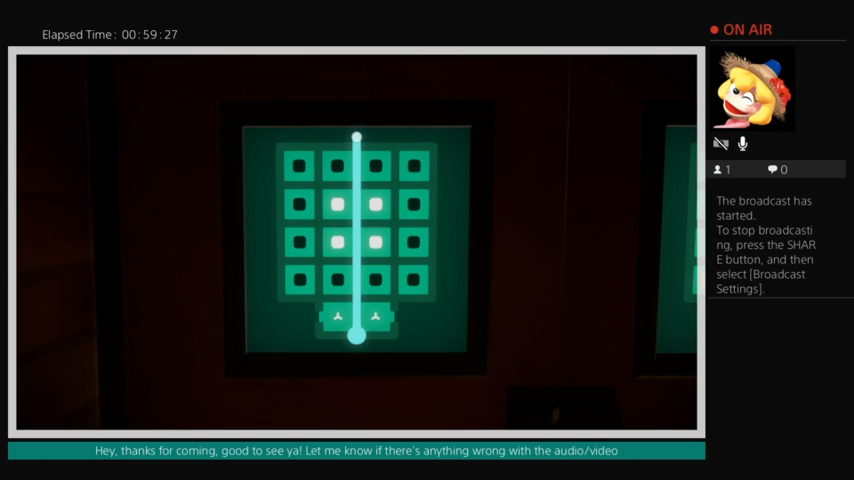 Elapsed Time: 00:59:27
ON AIR
1
0
The broadcast has
started.
To stop broadcasti
ng, press the SHAR
E button, and then
select [Broadcast
Settings].
Hey, thanks for coming, good to see ya! Let me know if there's anything wrong with the audio/video